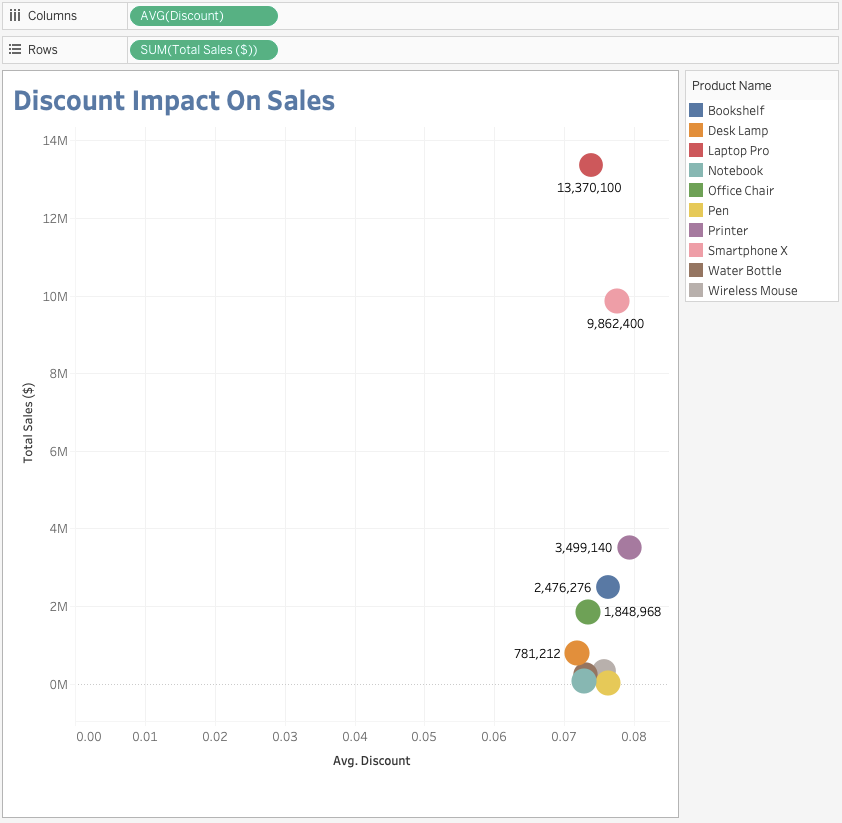 Columns
AVG(Discount)
Rows
SUM(Total Sales ($))
Discount Impact On Sales
Product Name
Bookshelf
Desk Lamp
Laptop Pro
Notebook
Office Chair
Pen
Printer
Smartphone X
Water Bottle
Wireless Mouse
Total Sales ($)
14M
12M
10M
8M
6M
4M
2M
0M
13,370,100
9,862,400
3,499,140
2,476,276
1,848,968
781,212
0.00 0.01 0.02 0.03 0.04 0.05 0.06 0.07 0.08
Avg. Discount